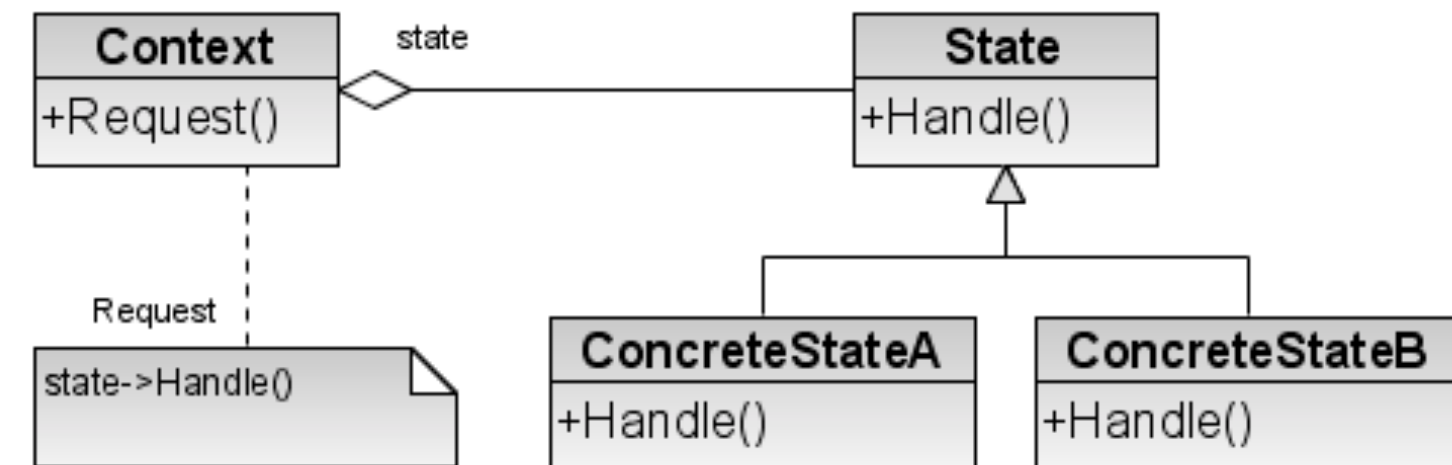 Context
+Request()
state
State
+Handle()
Request
state->Handle()
ConcreteStateA
+Handle()
ConcreteStateB
+Handle()